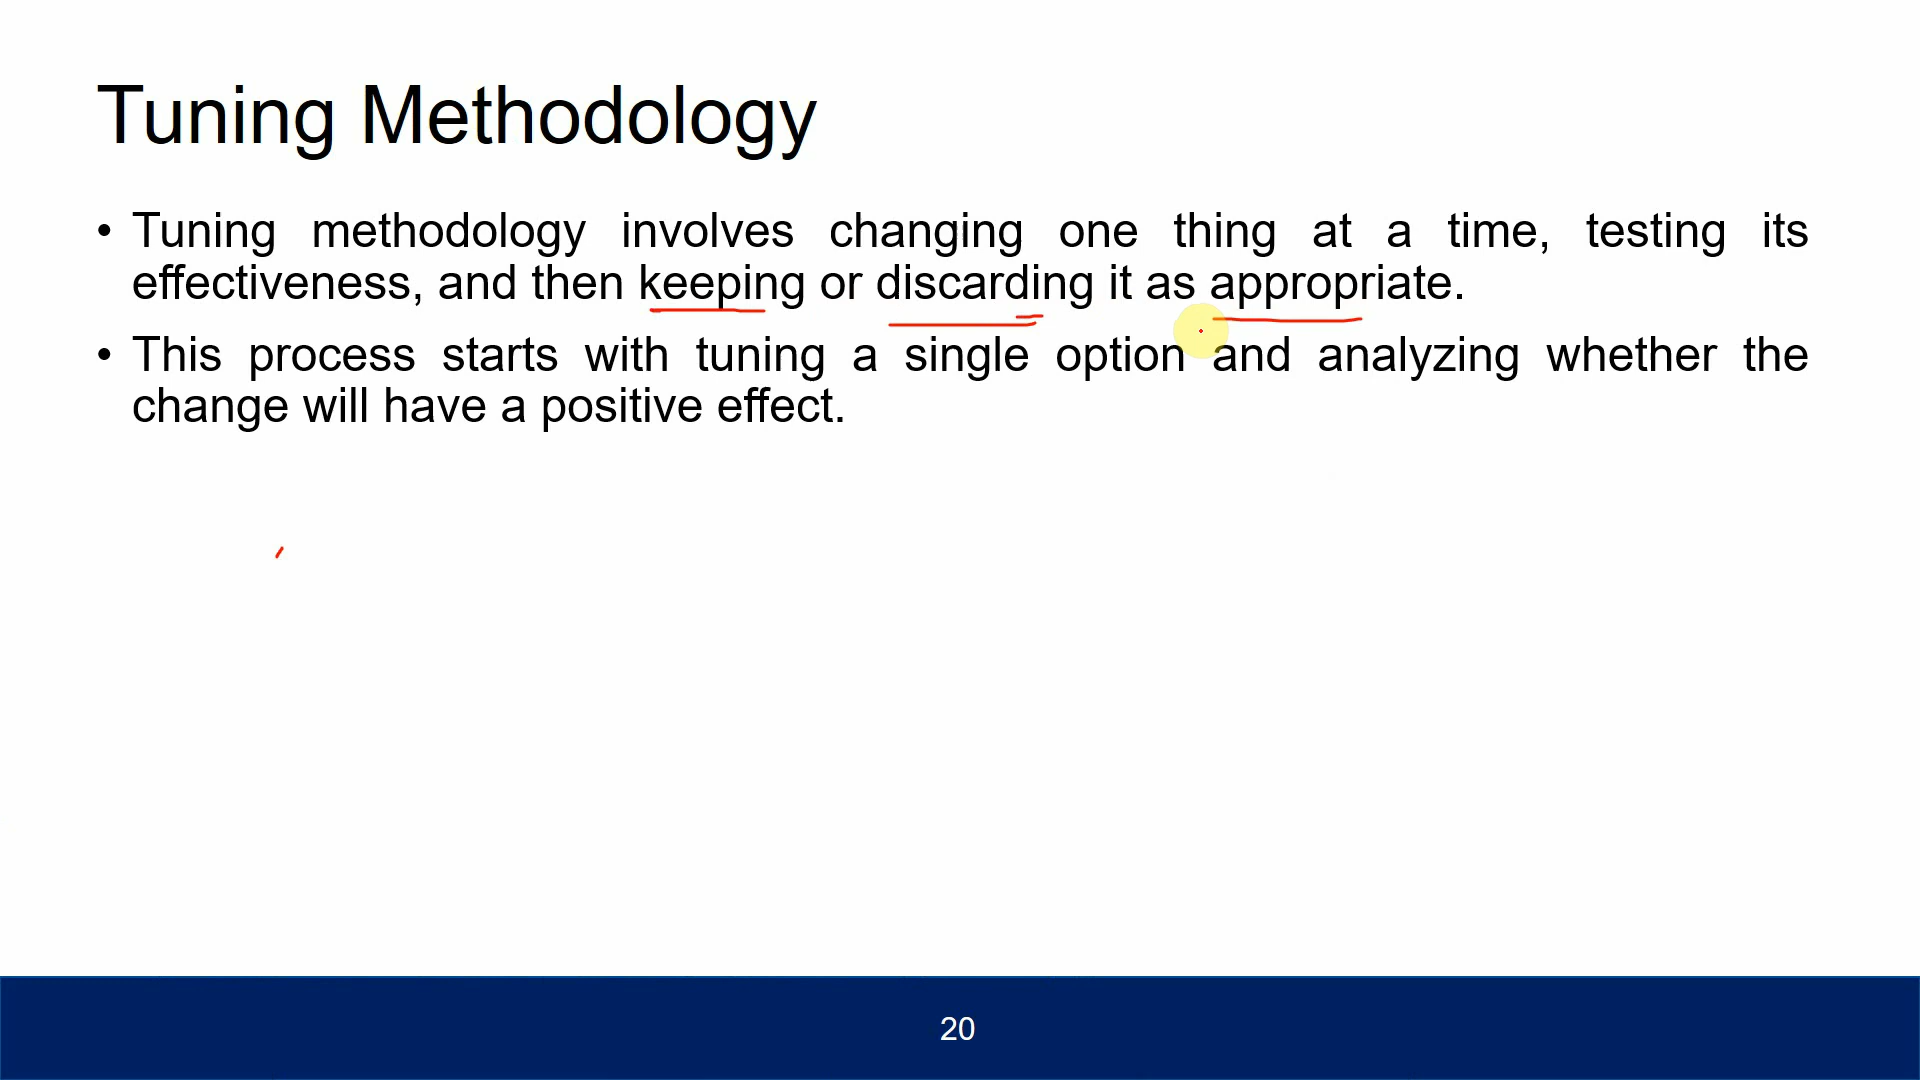 Tuning Methodology
• Tuning methodology involves changing one thing at a time, testing its
effectiveness, and then keeping or discarding it as appropriate.
• This process starts with tuning a single option and analyzing whether the
change will have a positive effect.
20